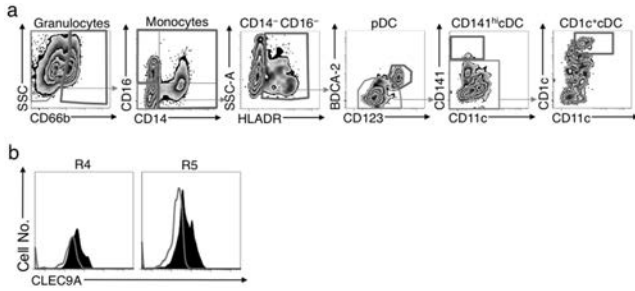 a
Granulocytes
Monocytes
CD14⁻ CD16⁻
pDC
CD141ʰⁱcDC
CD1c⁺cDC
SSC
CD66b
CD16
CD14
SSC-A
HLADR
BDCA-2
CD123
CD141
CD11c
CD1c
CD11c
b
R4
R5
Cell No.
CLEC9A